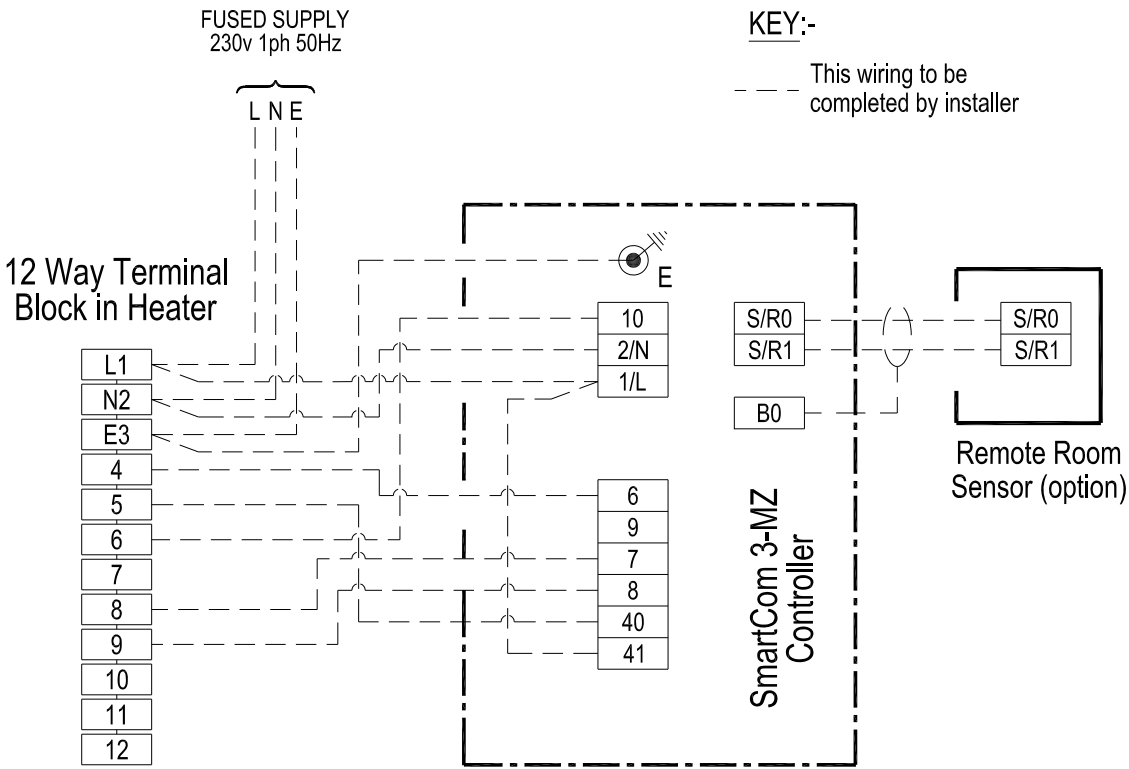 FUSED SUPPLY
230v 1ph 50Hz
L N E
KEY:-
This wiring to be
completed by installer
12 Way Terminal
Block in Heater
L1
N2
E3
4
5
6
7
8
9
10
11
12
E
10
2/N
1/L
6
9
7
8
40
41
S/R0
S/R1
B0
SmartCom 3-MZ
Controller
S/R0
S/R1
Remote Room
Sensor (option)